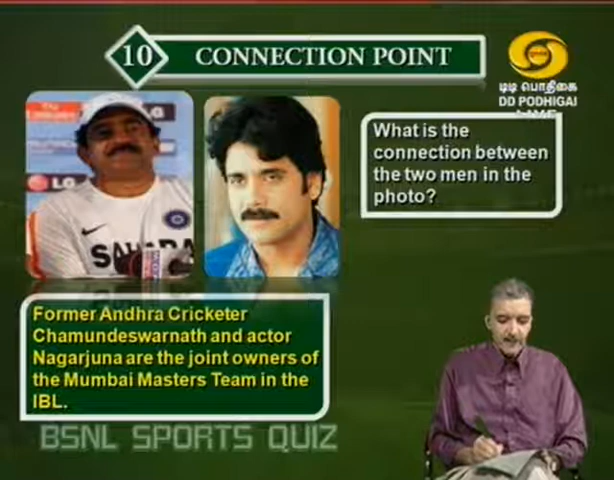 10 CONNECTION POINT
டிடி பொதிகை
DD PODHIGAI
LIVE
LG
LG
SAHARA
What is the
connection between
the two men in the
photo?
Former Andhra Cricketer
Chamundeswarnath and actor
Nagarjuna are the joint owners of
the Mumbai Masters Team in the
IBL.
BSNL SPORTS QUIZ